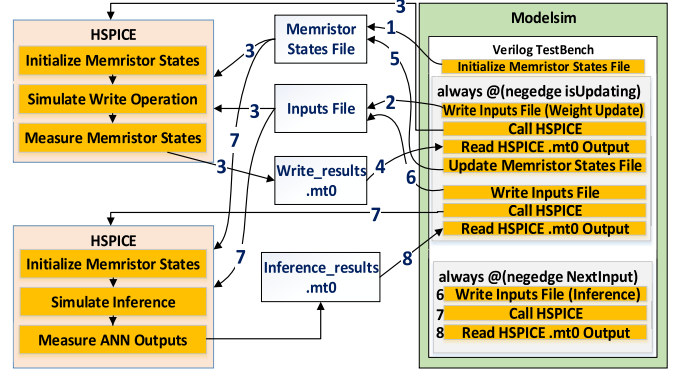 3
Modelsim
HSPICE
Initialize Memristor States
Simulate Write Operation
Measure Memristor States
Memristor
States File
Inputs File
Write_results
.mt0
1
5
3
2
3
7
3
4
6
7
7
8
Verilog TestBench
Initialize Memristor States File
always @(negedge isUpdating)
Write Inputs File (Weight Update)
Call HSPICE
Read HSPICE .mt0 Output
Update Memristor States File
Write Inputs File
Call HSPICE
Read HSPICE .mt0 Output
HSPICE
Initialize Memristor States
Simulate Inference
Measure ANN Outputs
Inference_results
.mt0
always @(negedge NextInput)
6 Write Inputs File (Inference)
7 Call HSPICE
8 Read HSPICE .mt0 Output